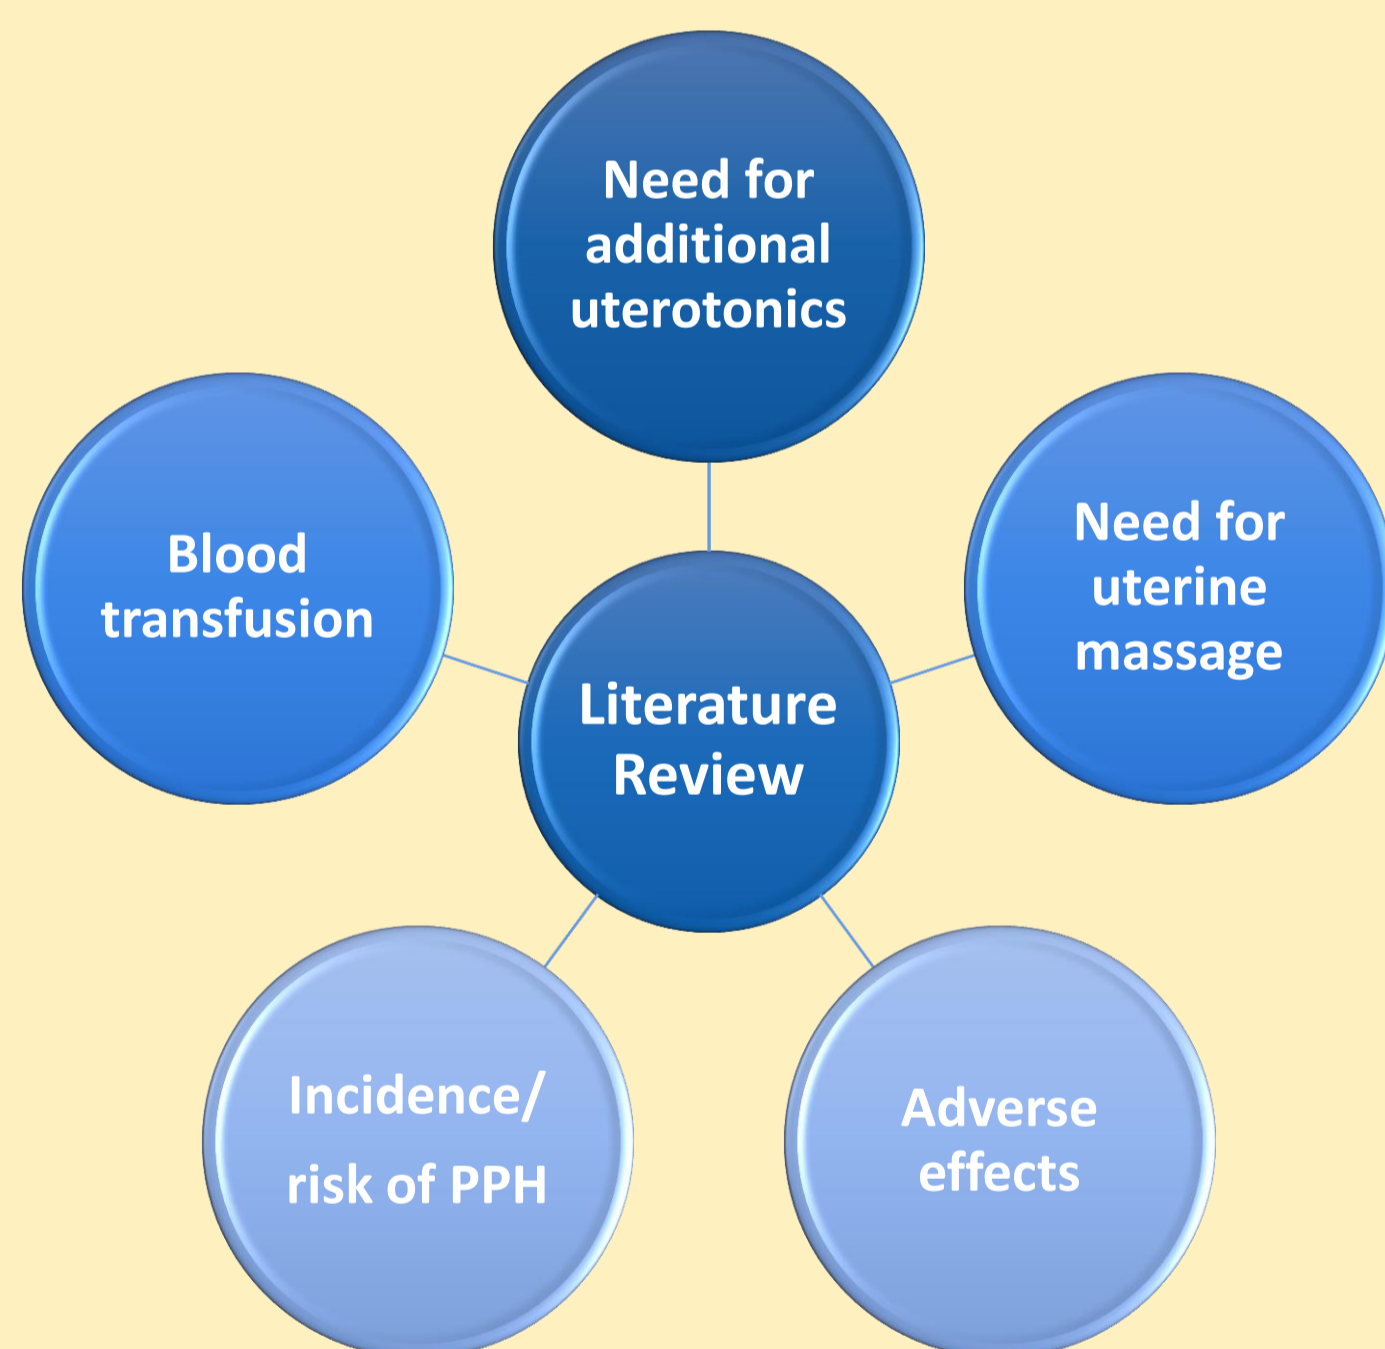 Need for
additional
uterotonics
Blood
transfusion
Need for
uterine
massage
Literature
Review
Incidence/
risk of PPH
Adverse
effects